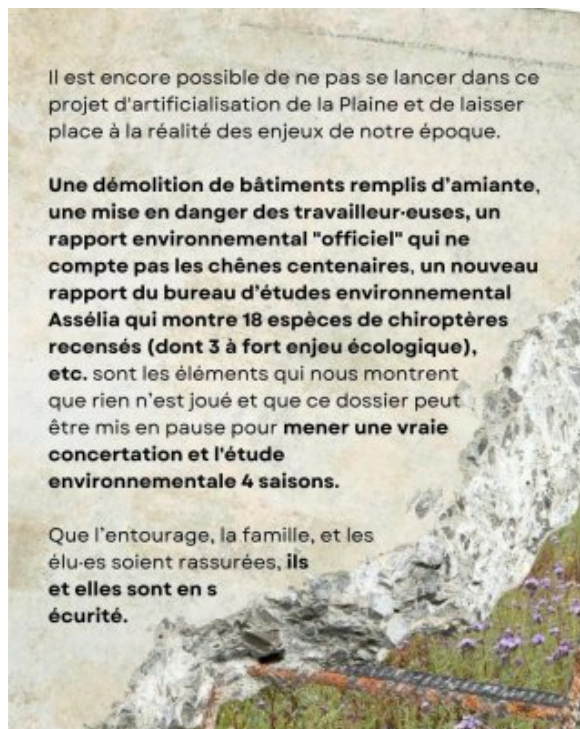 Il est encore possible de ne pas se lancer dans ce
projet d'artificialisation de la Plaine et de laisser
place à la réalité des enjeux de notre époque.
Une démolition de bâtiments remplis d'amiante,
une mise en danger des travailleur·euses, un
rapport environnemental "officiel" qui ne
compte pas les chênes centenaires, un nouveau
rapport du bureau d'études environnemental
Assélia qui montre 18 espèces de chiroptères
recensés (dont 3 à fort enjeu écologique),
etc. sont les éléments qui nous montrent
que rien n'est joué et que ce dossier peut
être mis en pause pour mener une vraie
concertation et l'étude
environnementale 4 saisons.
Que l'entourage, la famille, et les
élu·es soient rassurées, ils
et elles sont en s
écurité.